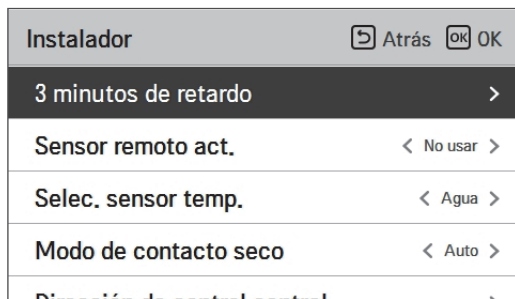 Instalador Atrás OK OK
3 minutos de retardo >
Sensor remoto act. < No usar >
Selec. sensor temp. < Agua >
Modo de contacto seco < Auto >